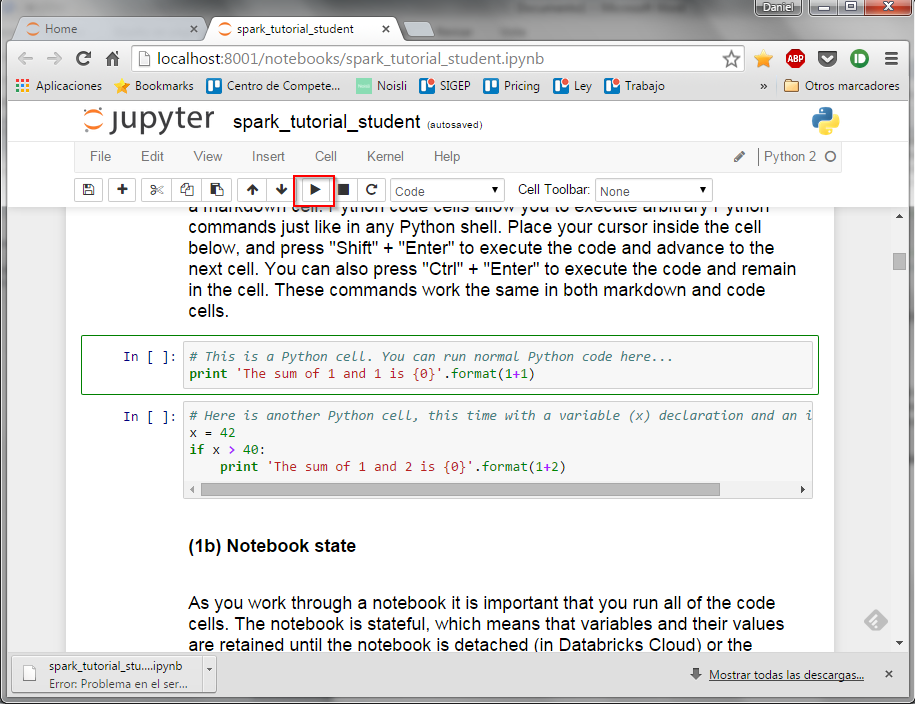 Daniel
Home
spark_tutorial_student
localhost:8001/notebooks/spark_tutorial_student.ipynb
ABP
Aplicaciones Bookmarks Centro de Compete... Noisli SIGEP Pricing Ley Trabajo » Otros marcadores
jupyter spark_tutorial_student (autosaved)
File Edit View Insert Cell Kernel Help Python 2
Code Cell Toolbar: None
a markdown cell. Python code cells allow you to execute arbitrary Python
commands just like in any Python shell. Place your cursor inside the cell
below, and press "Shift" + "Enter" to execute the code and advance to the
next cell. You can also press "Ctrl" + "Enter" to execute the code and remain
in the cell. These commands work the same in both markdown and code
cells.
In [ ]: # This is a Python cell. You can run normal Python code here...
print 'The sum of 1 and 1 is {0}'.format(1+1)
In [ ]: # Here is another Python cell, this time with a variable (x) declaration and an i
x = 42
if x > 40:
    print 'The sum of 1 and 2 is {0}'.format(1+2)
(1b) Notebook state
As you work through a notebook it is important that you run all of the code
cells. The notebook is stateful, which means that variables and their values
are retained until the notebook is detached (in Databricks Cloud) or the
spark_tutorial_stu....ipynb
Error: Problema en el ser...
Mostrar todas las descargas...